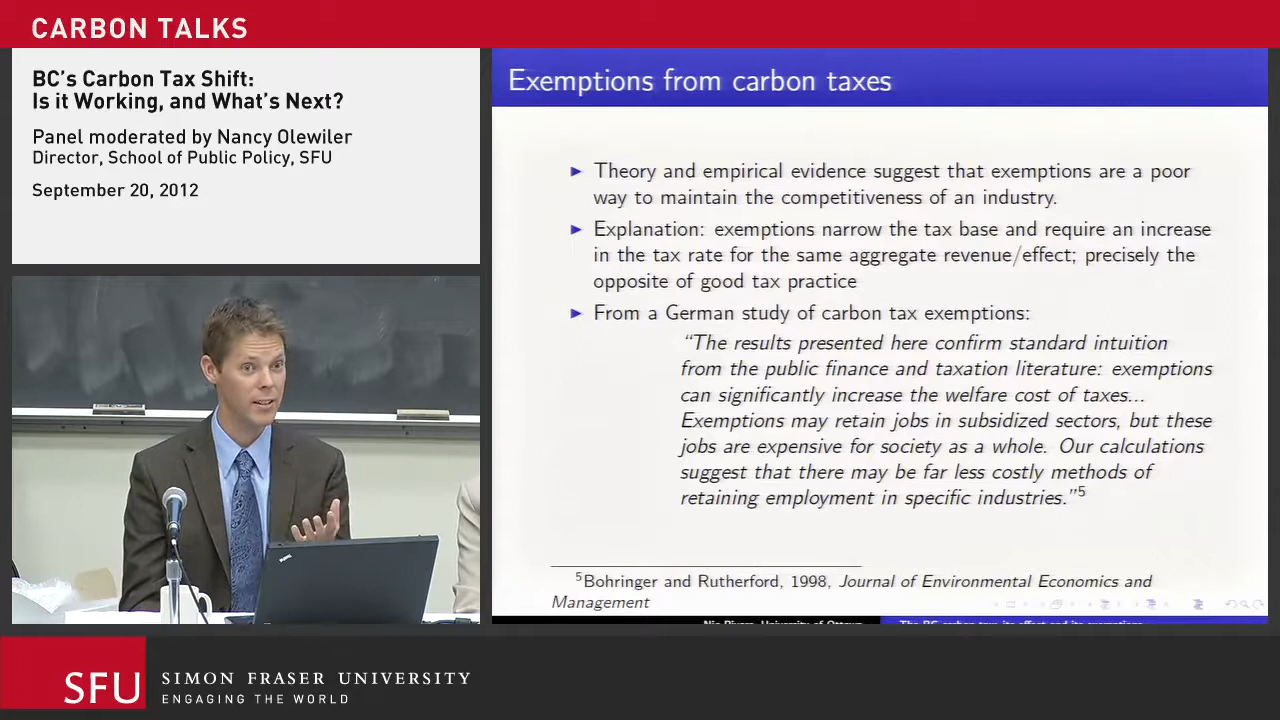 CARBON TALKS
BC's Carbon Tax Shift:
Is it Working, and What's Next?
Panel moderated by Nancy Olewiler
Director, School of Public Policy, SFU
September 20, 2012
Exemptions from carbon taxes
Theory and empirical evidence suggest that exemptions are a poor
way to maintain the competitiveness of an industry.
Explanation: exemptions narrow the tax base and require an increase
in the tax rate for the same aggregate revenue/effect; precisely the
opposite of good tax practice
From a German study of carbon tax exemptions:
"The results presented here confirm standard intuition
from the public finance and taxation literature: exemptions
can significantly increase the welfare cost of taxes...
Exemptions may retain jobs in subsidized sectors, but these
jobs are expensive for society as a whole. Our calculations
suggest that there may be far less costly methods of
retaining employment in specific industries."5
5Bohringer and Rutherford, 1998, Journal of Environmental Economics and
Management
SFU
SIMON FRASER UNIVERSITY
ENGAGING THE WORLD